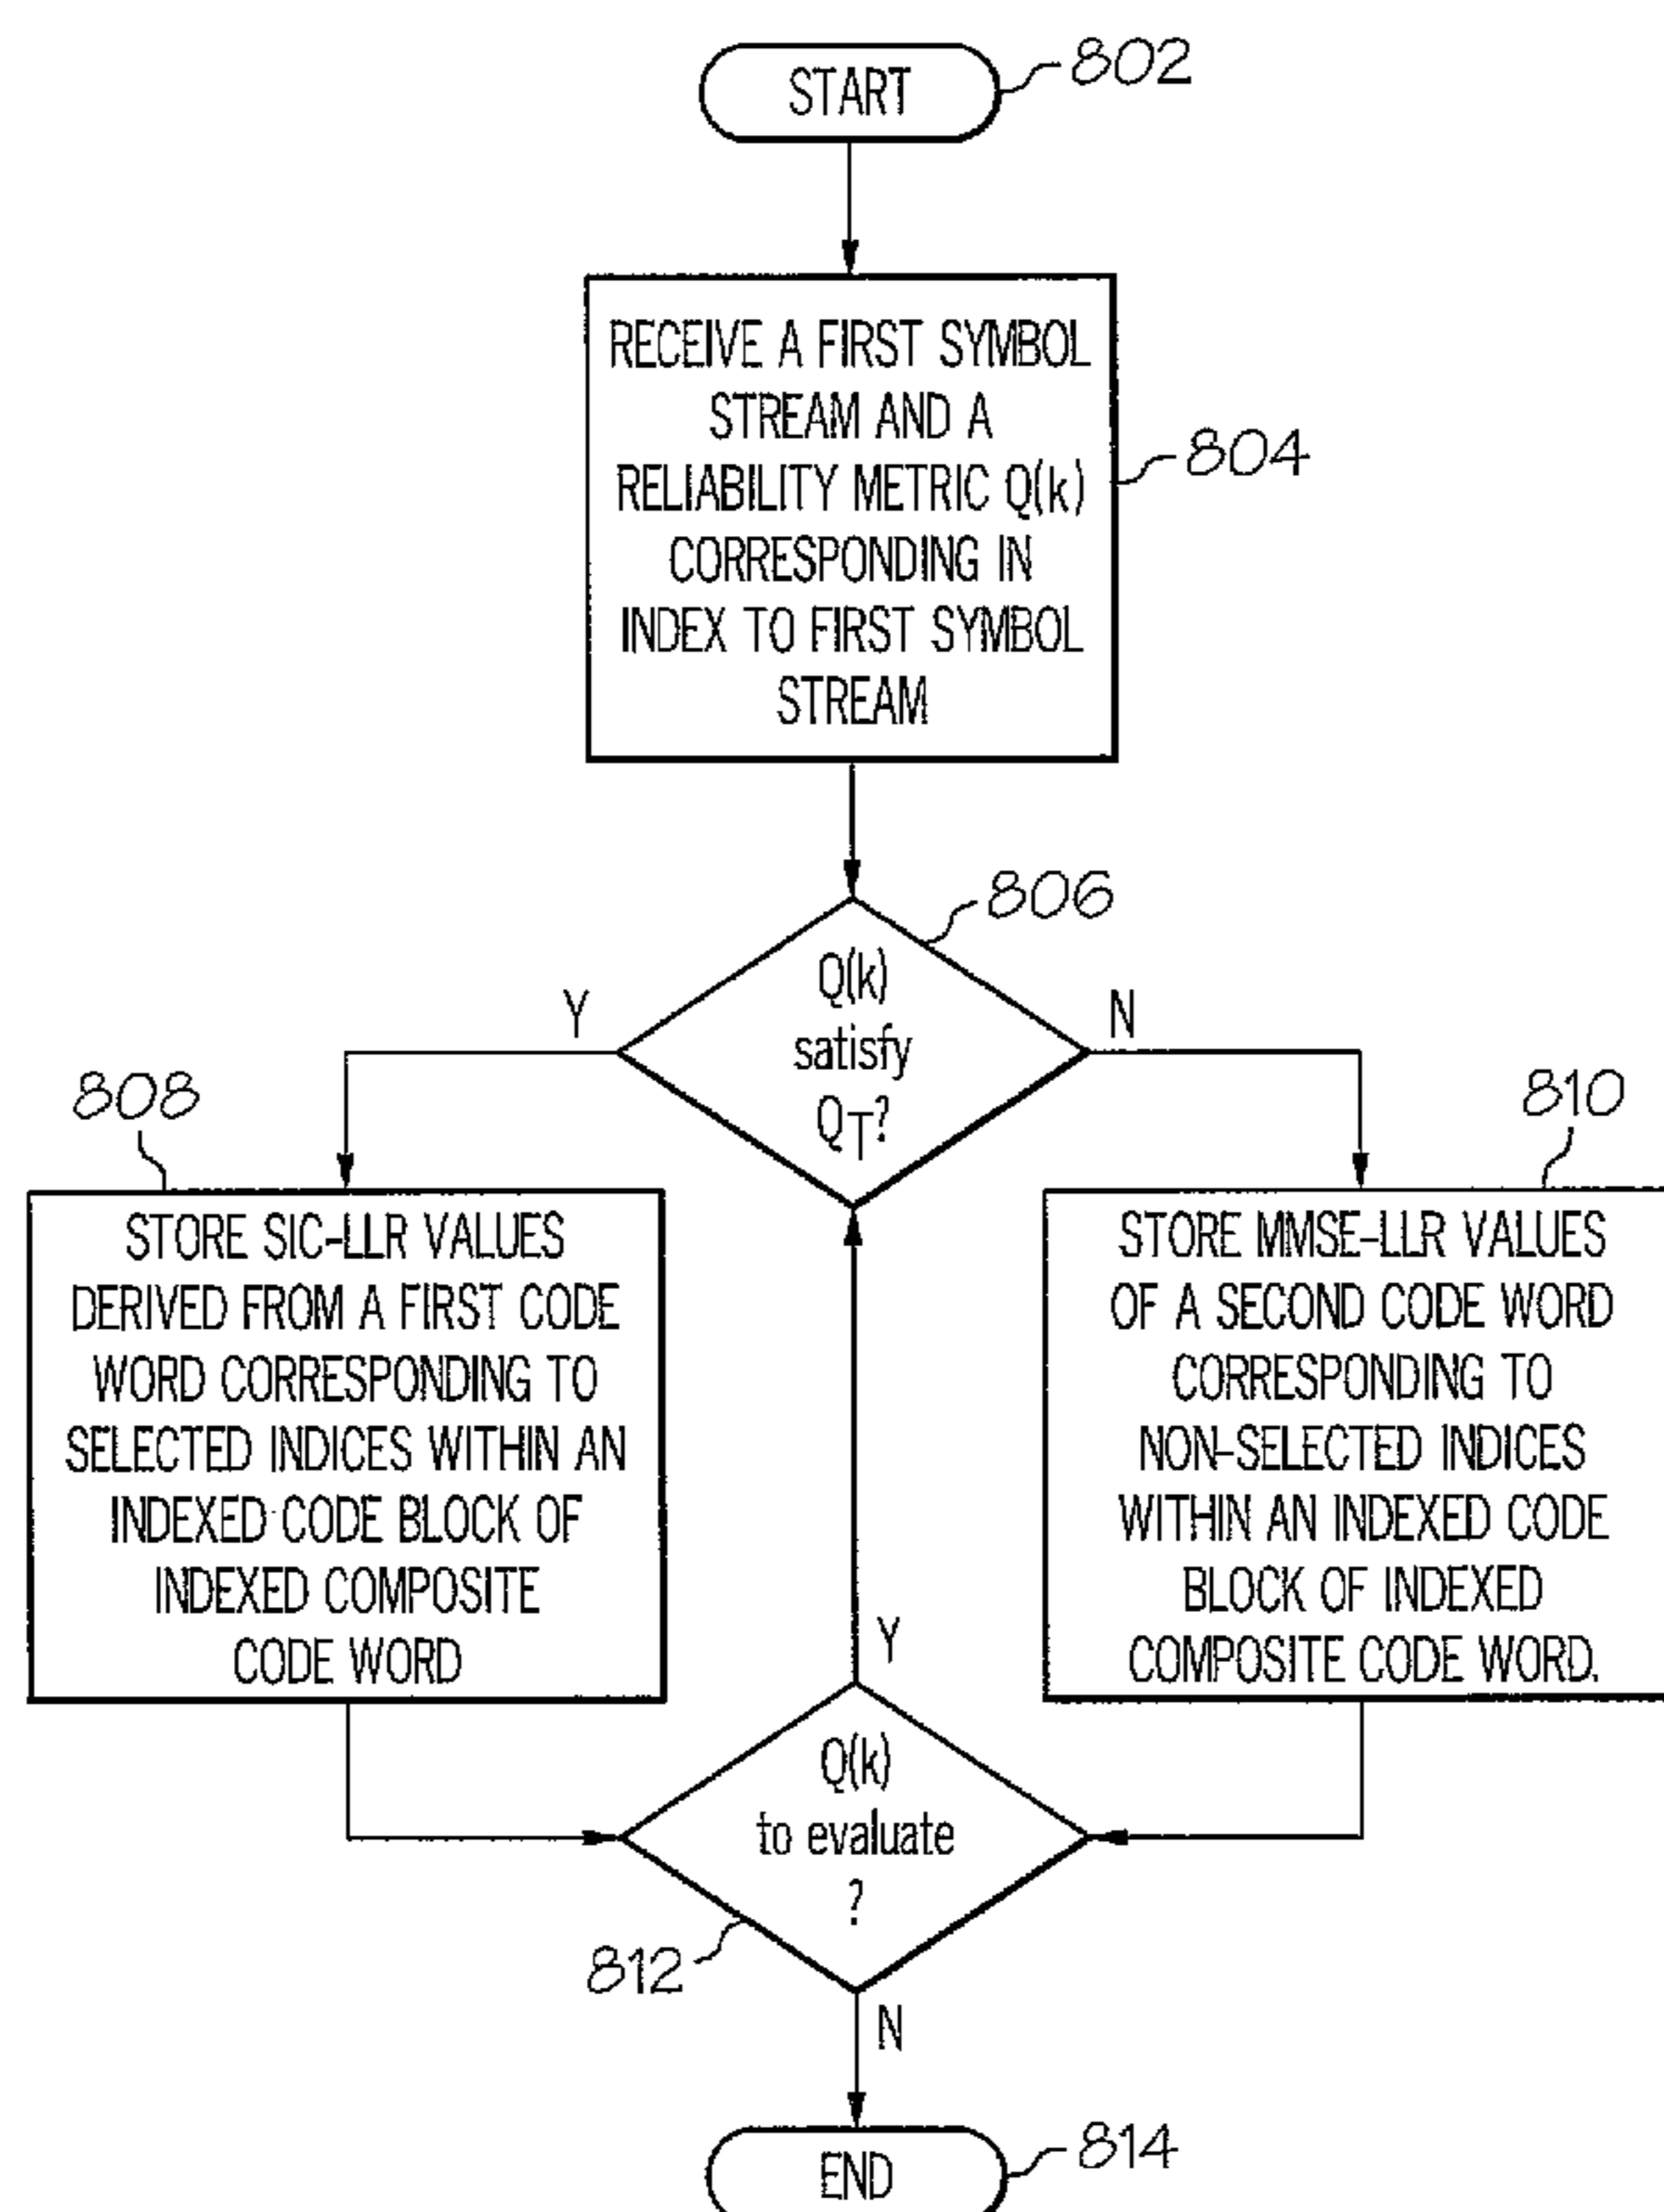 START
802
RECEIVE A FIRST SYMBOL
STREAM AND A
RELIABILITY METRIC Q(k)
CORRESPONDING IN
INDEX TO FIRST SYMBOL
STREAM
804
806
Q(k)
satisfy
QT?
Y
N
808
STORE SIC-LLR VALUES
DERIVED FROM A FIRST CODE
WORD CORRESPONDING TO
SELECTED INDICES WITHIN AN
INDEXED CODE BLOCK OF
INDEXED COMPOSITE
CODE WORD
810
STORE MMSE-LLR VALUES
OF A SECOND CODE WORD
CORRESPONDING TO
NON-SELECTED INDICES
WITHIN AN INDEXED CODE
BLOCK OF INDEXED
COMPOSITE CODE WORD.
Y
Q(k)
to evaluate
?
812
N
END
814